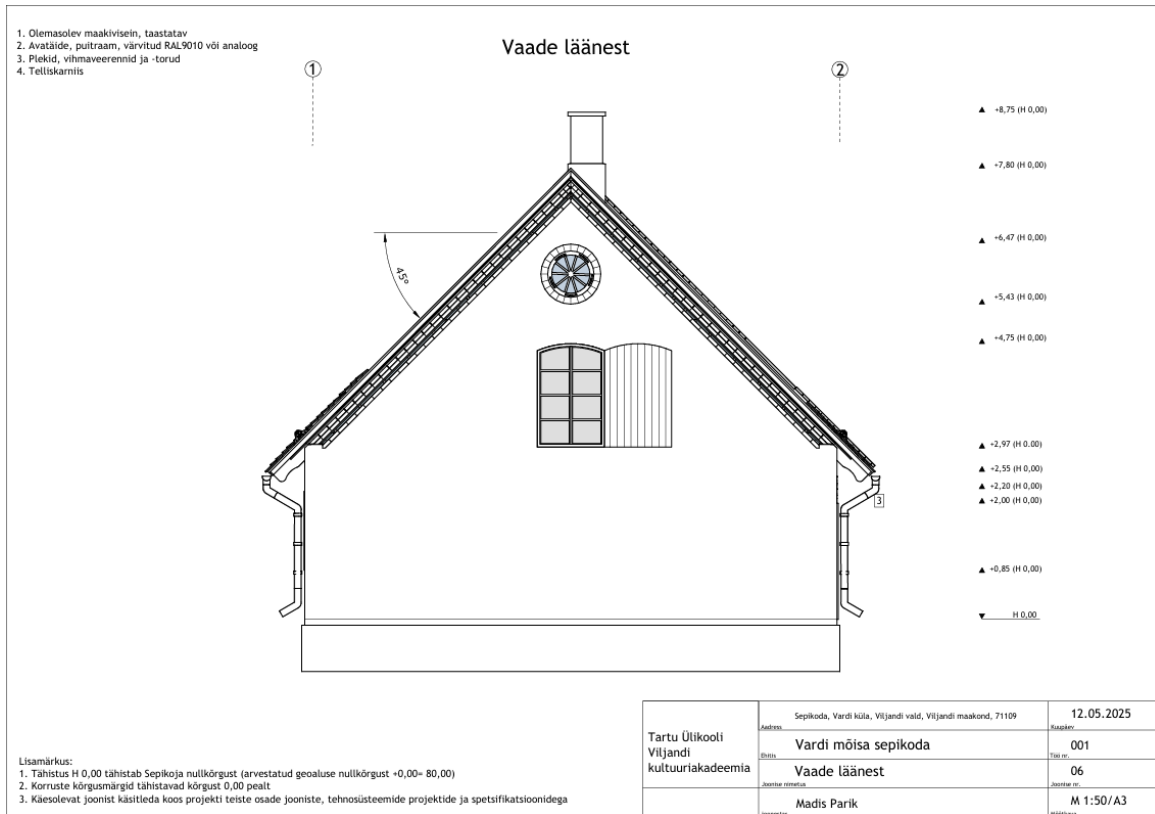 1. Olemasolev maakivisein, taastatav
2. Avatäide, puitraam, värvitud RAL9010 või analoog
3. Plekid, vihmaveerennid ja -torud
4. Telliskarniis
Vaade läänest
1
2
+8,75 (H 0,00)
+7,80 (H 0,00)
+6,47 (H 0,00)
45°
+5,43 (H 0,00)
+4,75 (H 0,00)
+2,97 (H 0.00)
+2,55 (H 0,00)
+2,20 (H 0,00)
+2,00 (H 0,00)
3
+0,85 (H 0,00)
H 0,00
Lisamärkus:
1. Tähistus H 0,00 tähistab Sepikoja nullkõrgust (arvestatud geoaluse nullkõrgust +0,00= 80,00)
2. Korruste kõrgusmärgid tähistavad kõrgust 0,00 pealt
3. Käesolevat joonist käsitleda koos projekti teiste osade jooniste, tehnosüsteemide projektide ja spetsifikatsioonidega
Tartu Ülikooli
Viljandi
kultuuriakadeemia
Sepikoda, Vardi küla, Viljandi vald, Viljandi maakond, 71109
Aadress
12.05.2025
Kuupäev
Vardi mõisa sepikoda
Ehitis
001
Töö nr.
Vaade läänest
Joonise nimetus
06
Joonise nr.
Madis Parik
M 1:50/A3